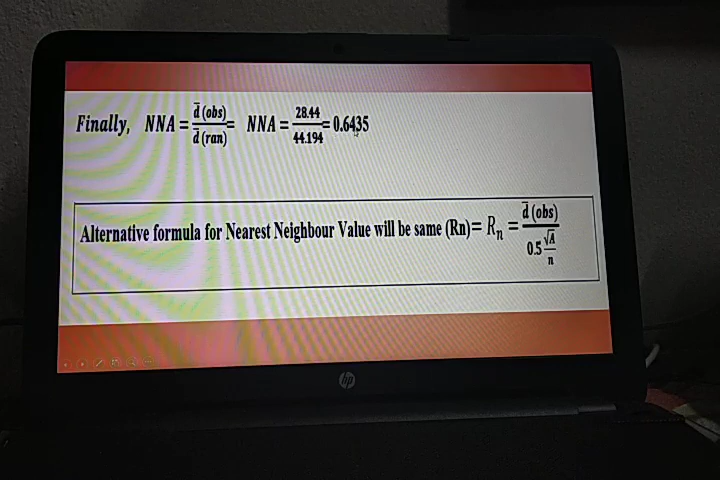 Finally, NNA = d̄ (obs) / d̄ (ran) = NNA = 28.44 / 44.194 = 0.6435
Alternative formula for Nearest Neighbour Value will be same (Rn)= Rₙ = d̄ (obs) / 0.5 √A / n
hp